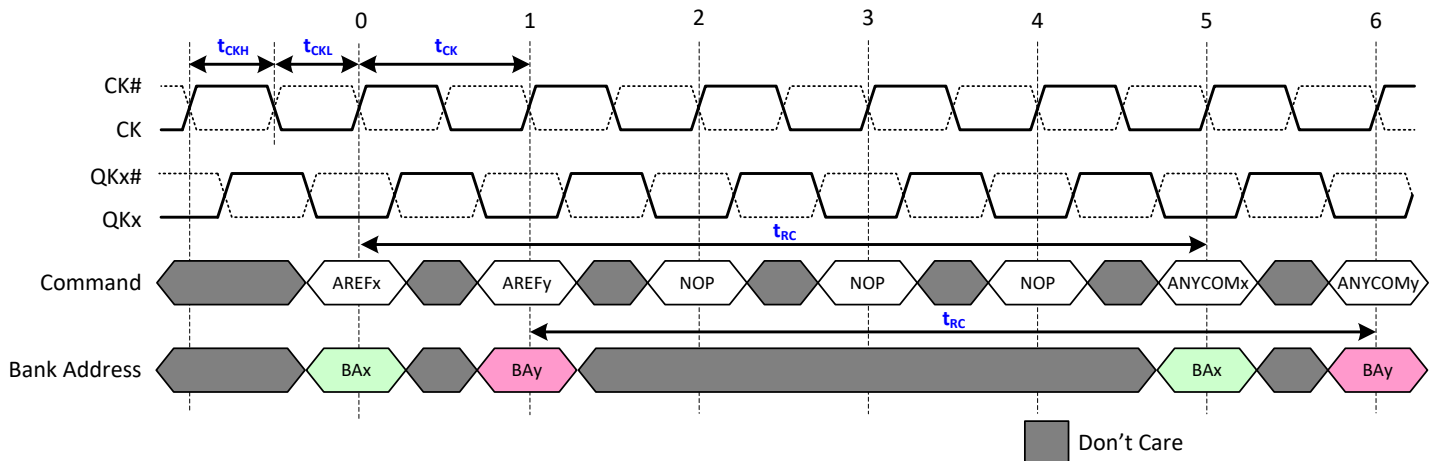 0 1 2 3 4 5 6
tCKH tCKL tCK
CK#
CK
QKx#
QKx
tRC
Command AREFx AREFy NOP NOP NOP ANYCOMx ANYCOMy
tRC
Bank Address BAx BAy BAx BAy
Don't Care